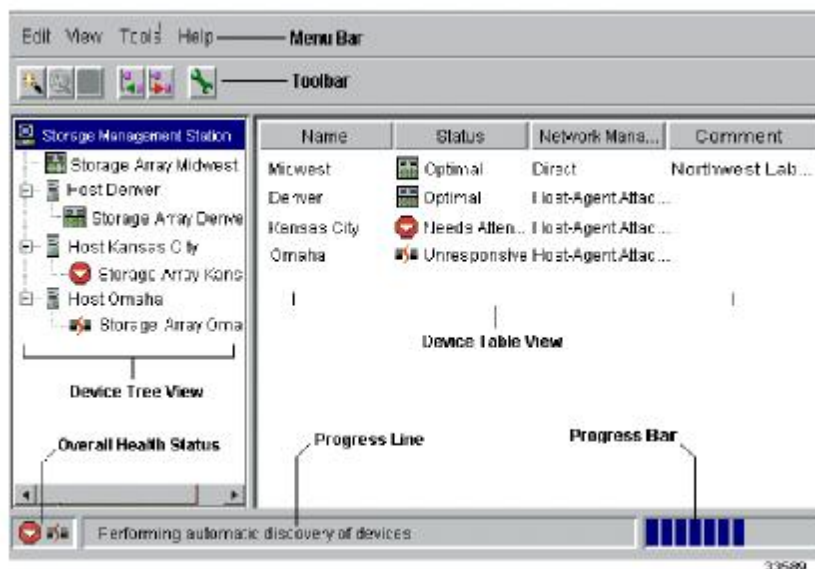 Edit View Tools Help Menu Bar
Toolbar
Storage Management Station
Storage Array Midwest
Host Denver
Storage Array Denve
Host Kansas City
Storage Array Kans
Host Omaha
Storage Array Oma
Device Tree View
Overall Health Status
Name Status Network Mana... Comment
Midwest Optimal Direct Northwest Lab...
Denver Optimal Host-Agent Attac...
Kansas City Needs Atten... Host-Agent Attac...
Omaha Unresponsive Host-Agent Attac...
Device Table View
Progress Line
Progress Bar
Performing automatic discovery of devices
33589